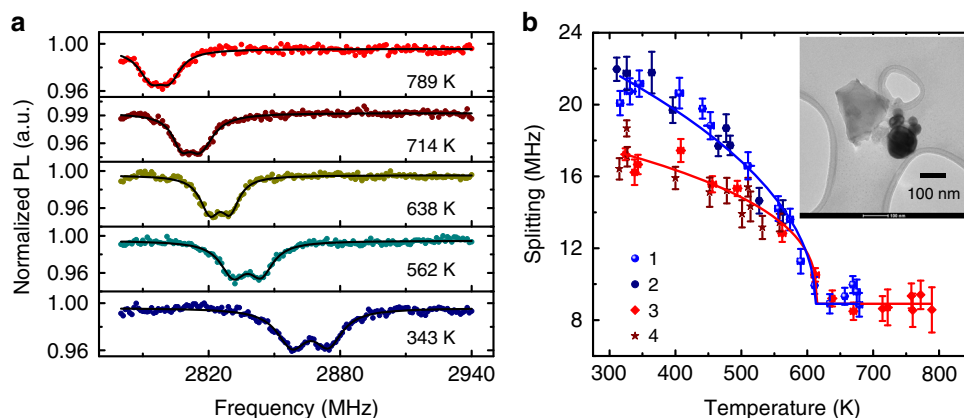 a
Normalized PL (a.u.)
1.00
0.96
789 K
0.99
0.96
714 K
1.00
0.96
638 K
1.00
0.96
562 K
1.00
0.96
343 K
2820 2880 2940
Frequency (MHz)
b
Splitting (MHz)
24
20
16
12
8
1
2
3
4
100 nm
300 400 500 600 700 800
Temperature (K)